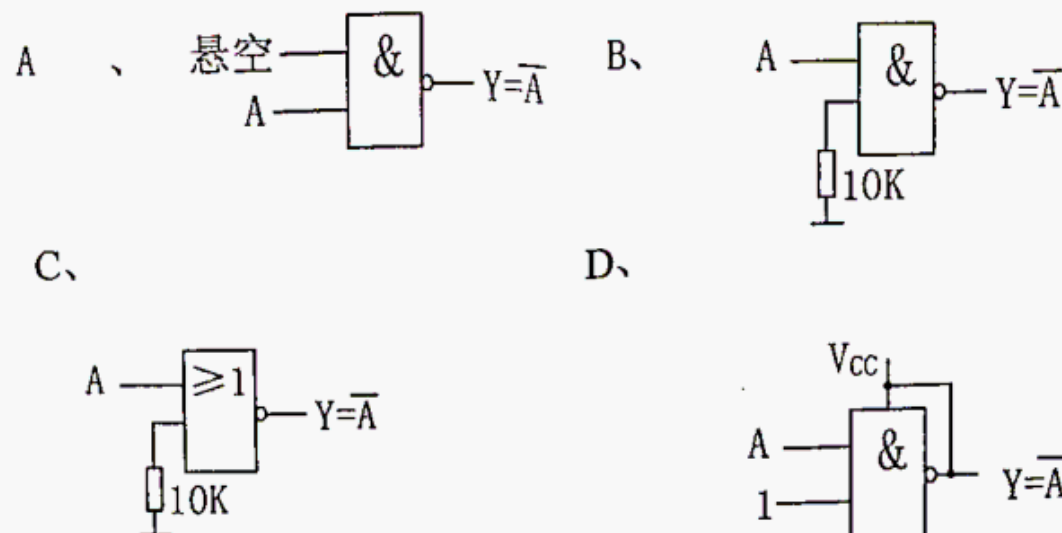 A 、 悬空 & A Y=A̅
B、 A & Y=A̅ 10K
C、
A ≥1 Y=A̅ 10K
D、
Vcc
A & 1 Y=A̅